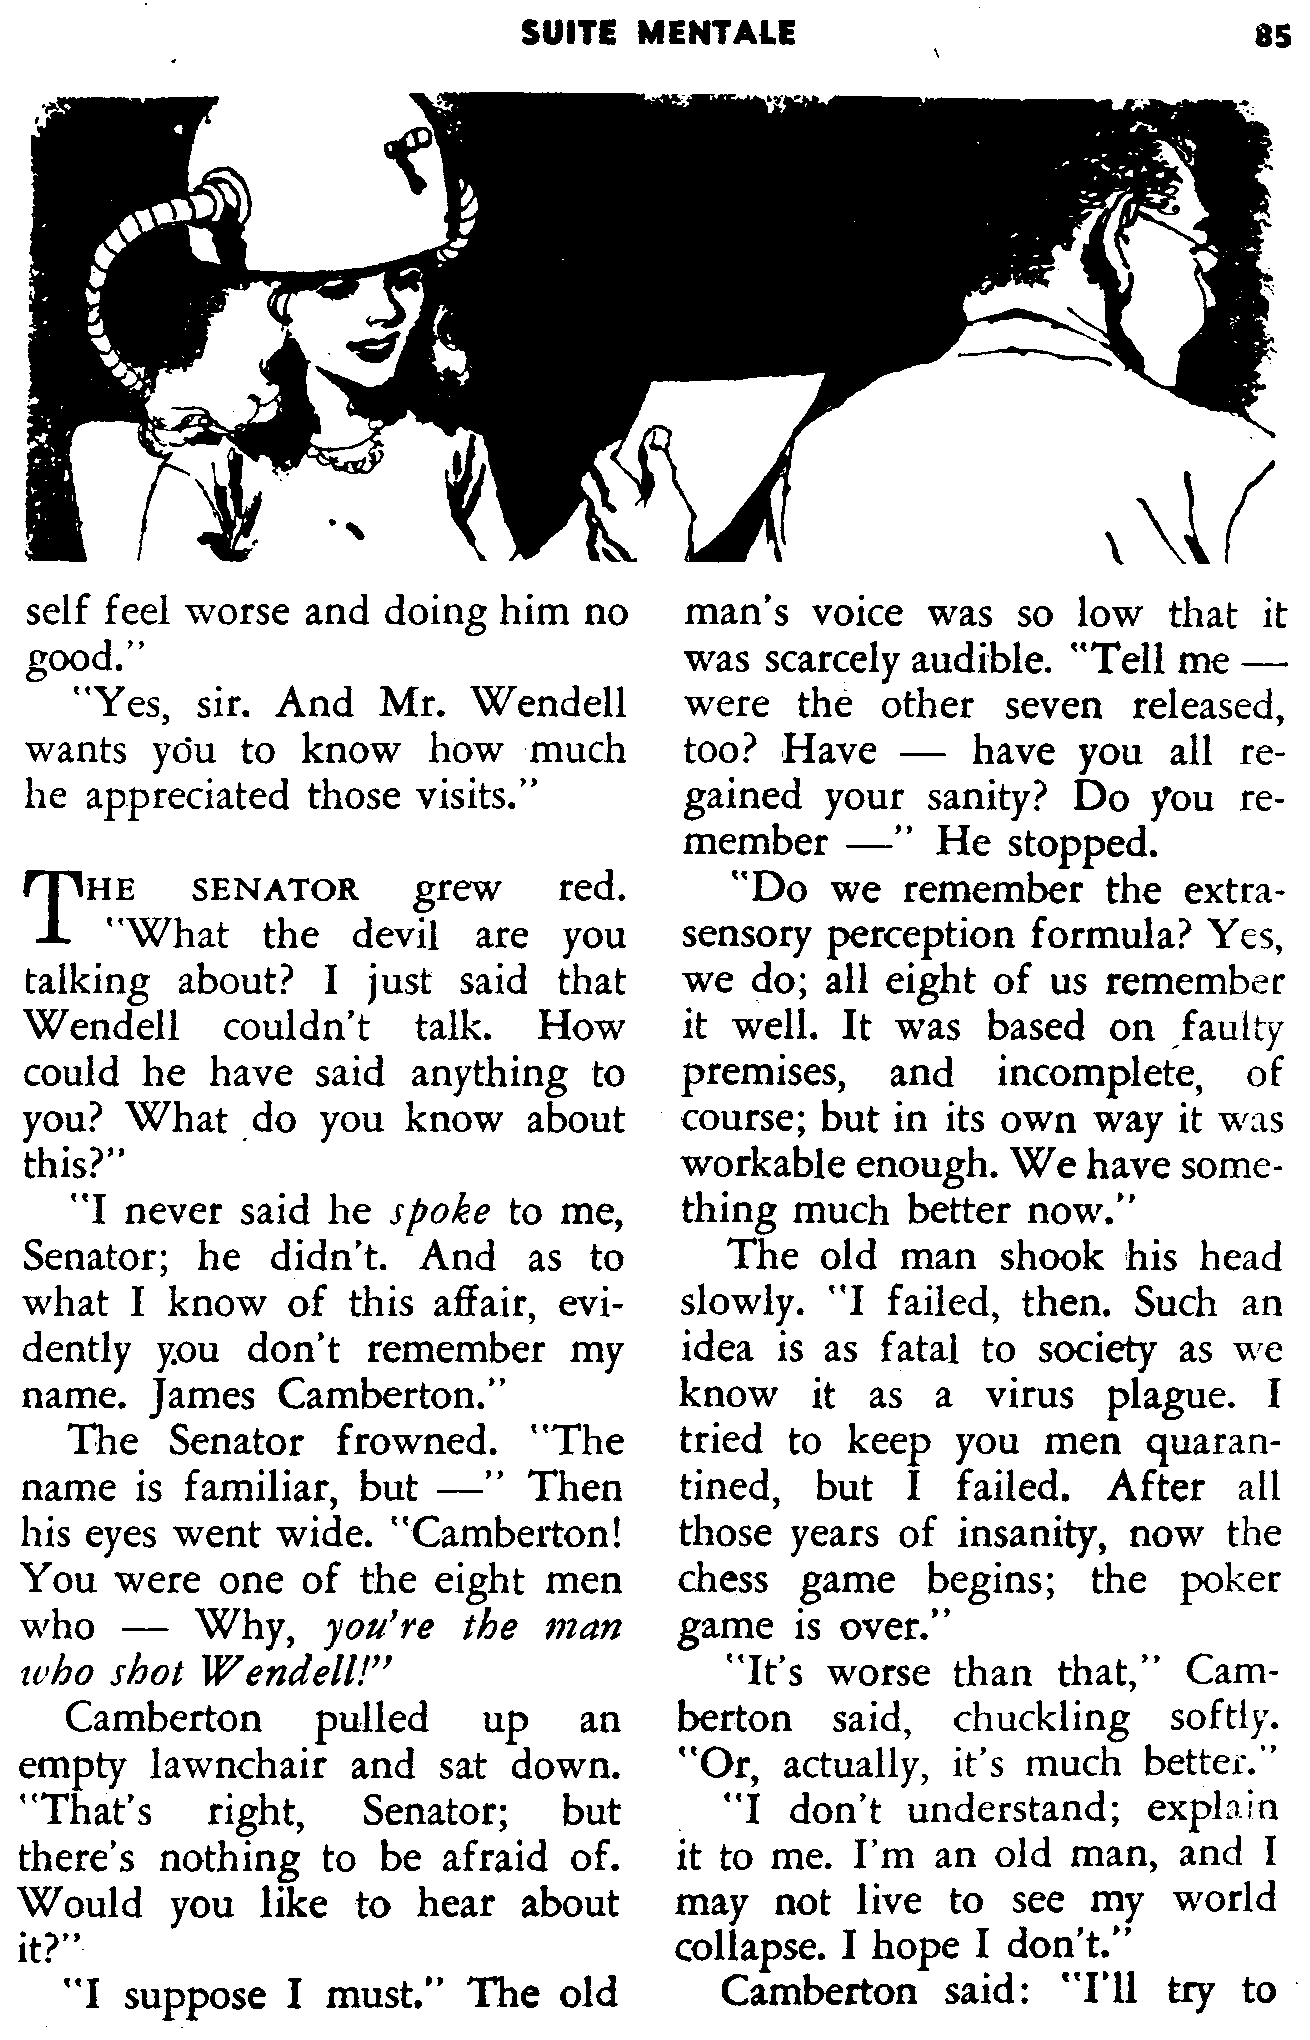 SUITE MENTALE 85
self feel worse and doing him no
good."
"Yes, sir. And Mr. Wendell
wants you to know how much
he appreciated those visits."
THE SENATOR grew red.
"What the devil are you
talking about? I just said that
Wendell couldn't talk. How
could he have said anything to
you? What do you know about
this?"
"I never said he spoke to me,
Senator; he didn't. And as to
what I know of this affair, evi-
dently you don't remember my
name. James Camberton."
The Senator frowned. "The
name is familiar, but —" Then
his eyes went wide. "Camberton!
You were one of the eight men
who — Why, you're the man
who shot Wendell!"
Camberton pulled up an
empty lawnchair and sat down.
"That's right, Senator; but
there's nothing to be afraid of.
Would you like to hear about
it?"
"I suppose I must." The old
man's voice was so low that it
was scarcely audible. "Tell me —
were the other seven released,
too? Have — have you all re-
gained your sanity? Do you re-
member —" He stopped.
"Do we remember the extra-
sensory perception formula? Yes,
we do; all eight of us remember
it well. It was based on faulty
premises, and incomplete, of
course; but in its own way it was
workable enough. We have some-
thing much better now."
The old man shook his head
slowly. "I failed, then. Such an
idea is as fatal to society as we
know it as a virus plague. I
tried to keep you men quaran-
tined, but I failed. After all
those years of insanity, now the
chess game begins; the poker
game is over."
"It's worse than that," Cam-
berton said, chuckling softly.
"Or, actually, it's much better."
"I don't understand; explain
it to me. I'm an old man, and I
may not live to see my world
collapse. I hope I don't."
Camberton said: "I'll try to